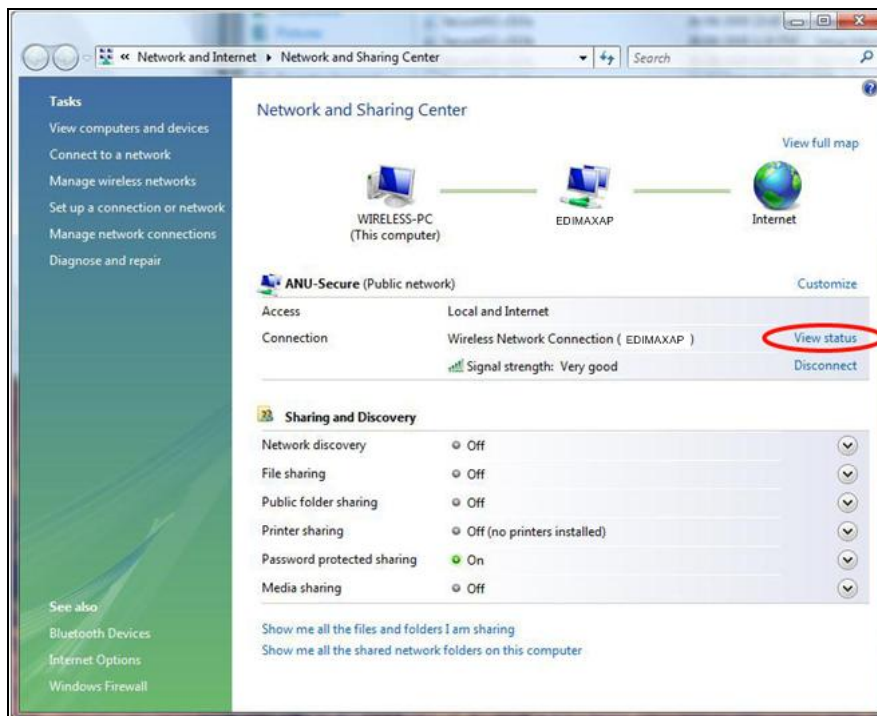 « Network and Internet ▸ Network and Sharing Center
Search
Tasks
View computers and devices
Connect to a network
Manage wireless networks
Set up a connection or network
Manage network connections
Diagnose and repair
See also
Bluetooth Devices
Internet Options
Windows Firewall
Network and Sharing Center
View full map
WIRELESS-PC
(This computer)
EDIMAXAP
Internet
ANU-Secure (Public network) Customize
Access Local and Internet
Connection Wireless Network Connection ( EDIMAXAP ) View status
Signal strength: Very good Disconnect
Sharing and Discovery
Network discovery Off
File sharing Off
Public folder sharing Off
Printer sharing Off (no printers installed)
Password protected sharing On
Media sharing Off
Show me all the files and folders I am sharing
Show me all the shared network folders on this computer